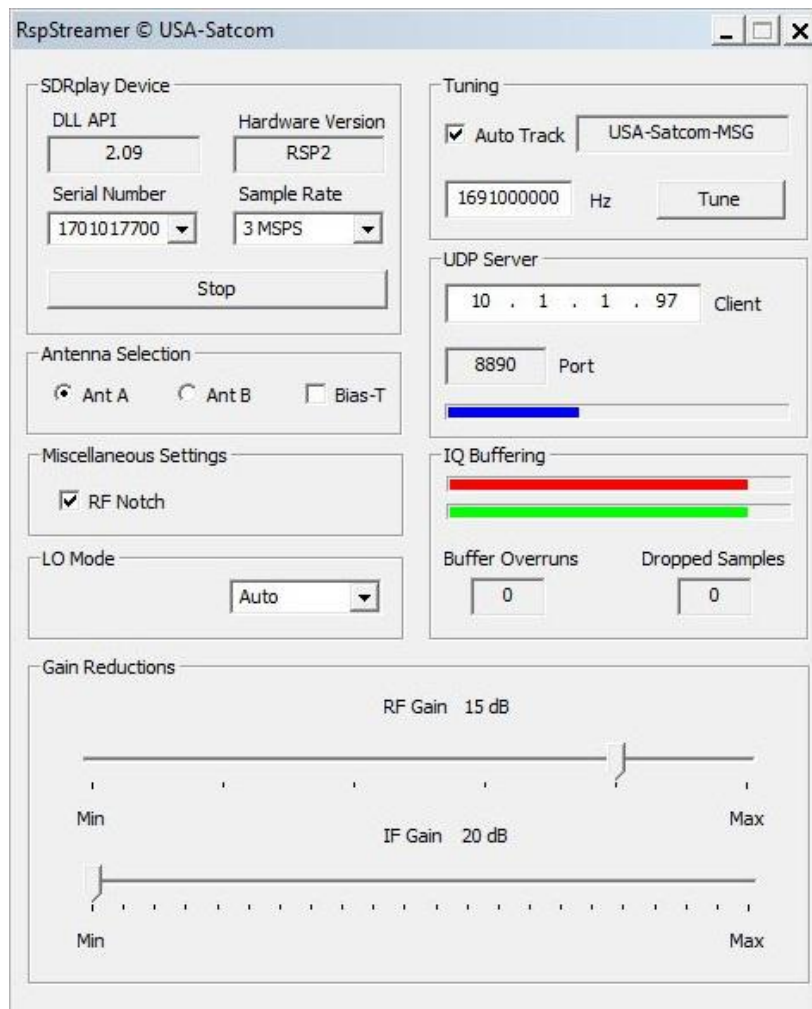 RspStreamer © USA-Satcom
SDRplay Device
DLL API
Hardware Version
2.09
RSP2
Serial Number
Sample Rate
1701017700
3 MSPS
Stop
Antenna Selection
Ant A
Ant B
Bias-T
Miscellaneous Settings
RF Notch
LO Mode
Auto
Tuning
Auto Track
USA-Satcom-MSG
1691000000 Hz
Tune
UDP Server
10 . 1 . 1 . 97 Client
8890 Port
IQ Buffering
Buffer Overruns
Dropped Samples
0
0
Gain Reductions
RF Gain 15 dB
Min
Max
IF Gain 20 dB
Min
Max